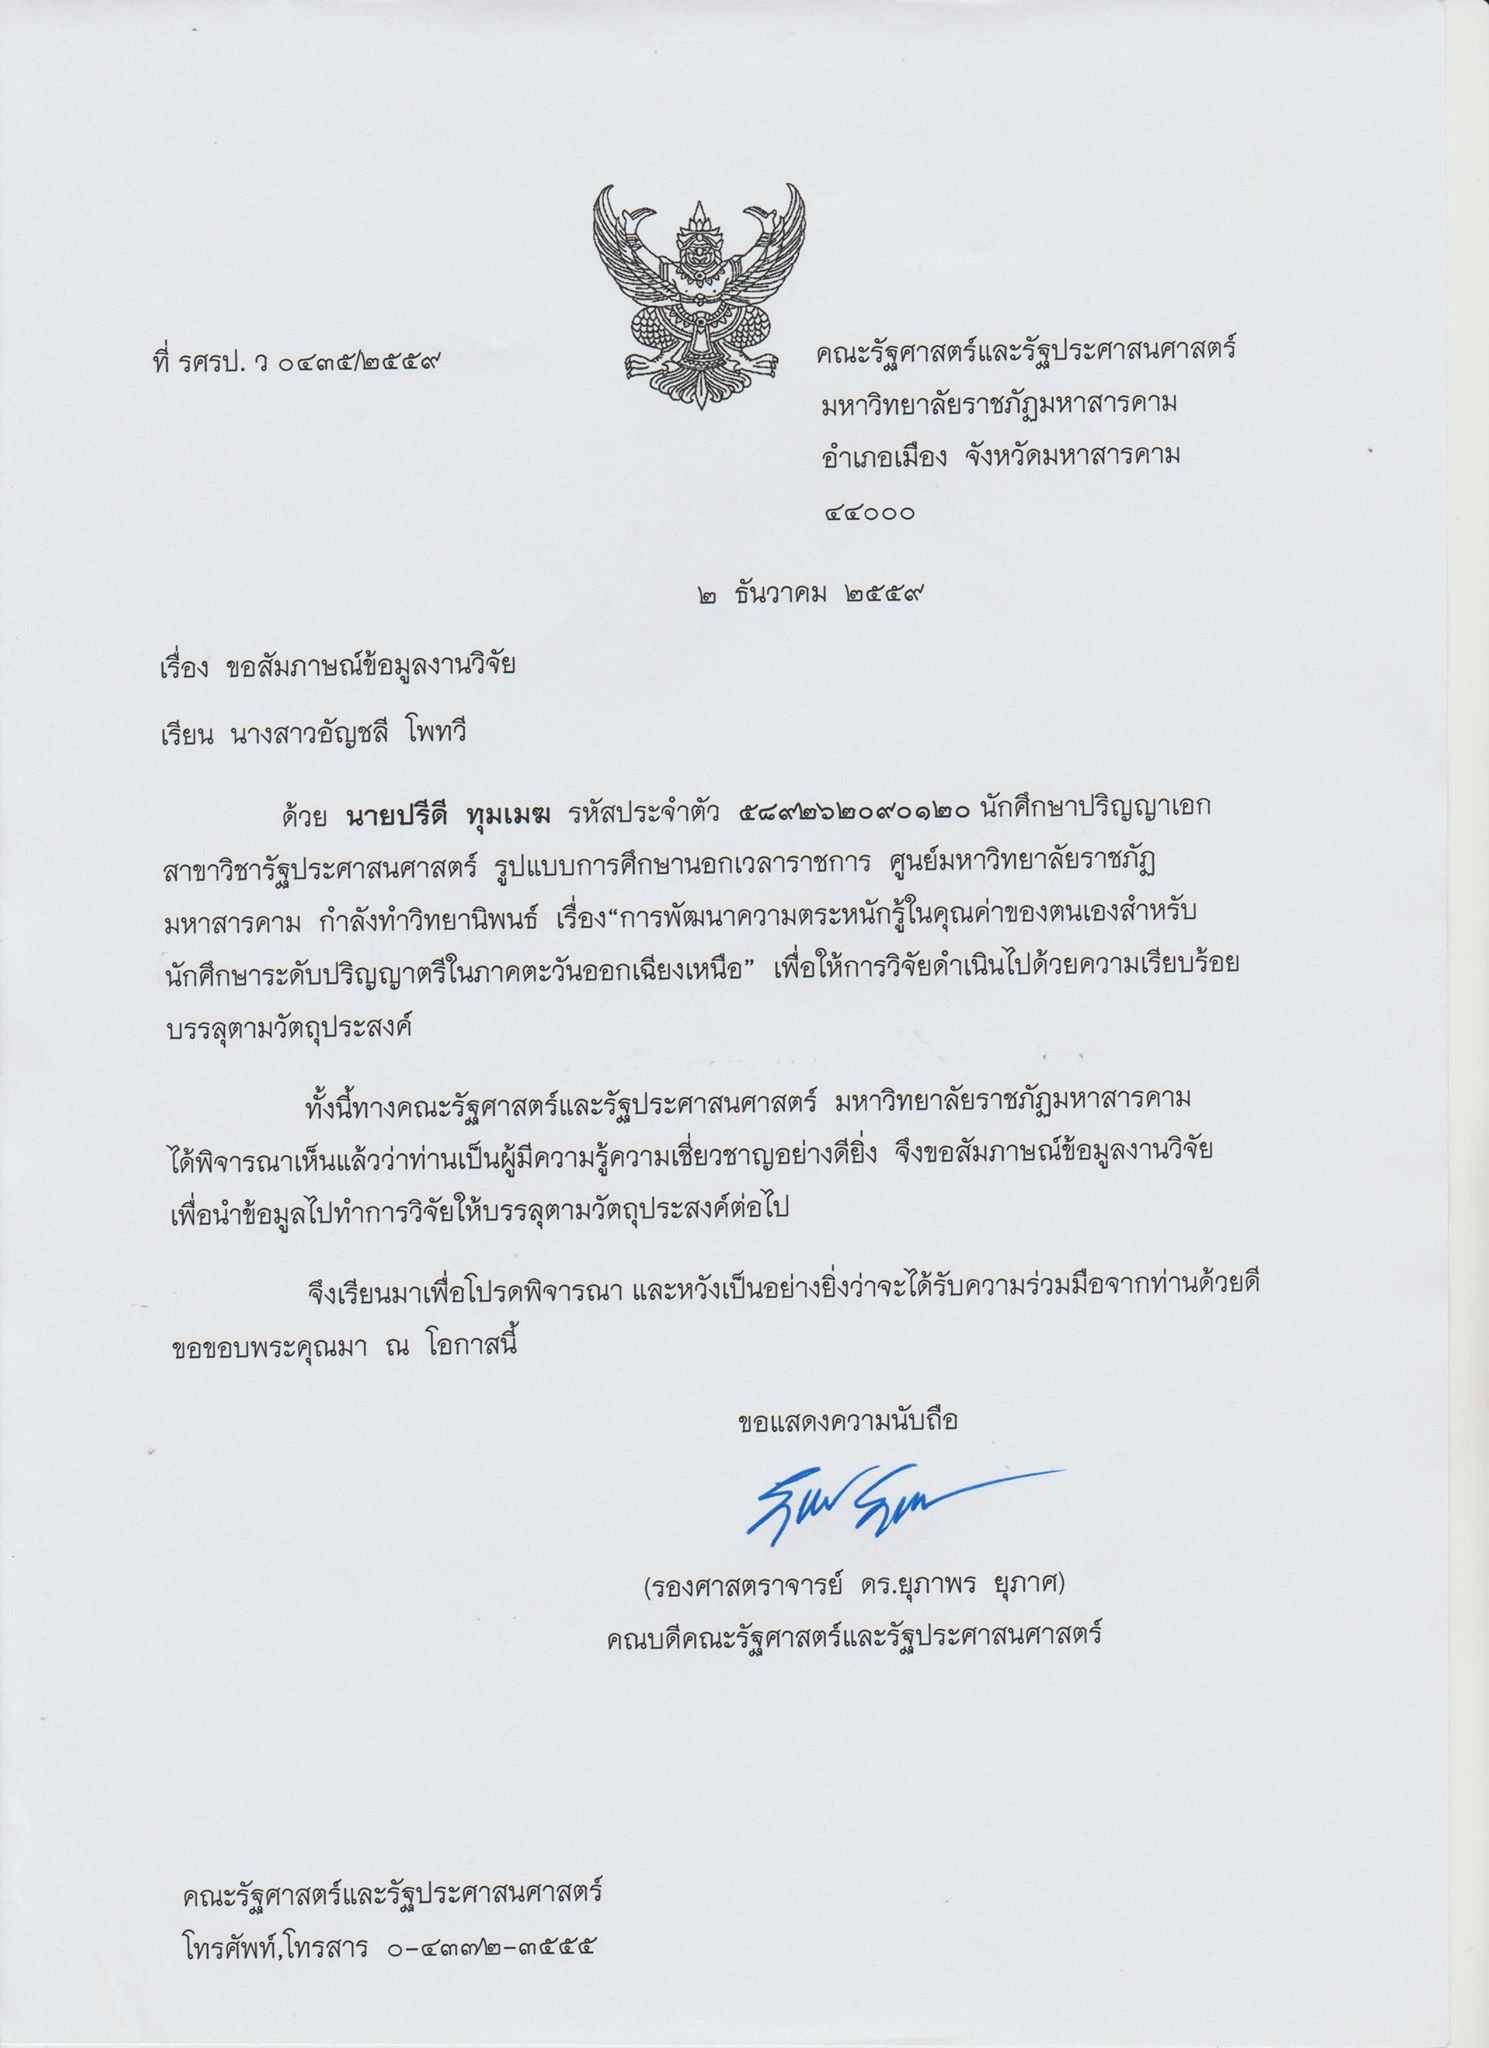 ที่ รศรป. ว ๐๔๓๕/๒๕๕๙
คณะรัฐศาสตร์และรัฐประศาสนศาสตร์
มหาวิทยาลัยราชภัฏมหาสารคาม
อำเภอเมือง จังหวัดมหาสารคาม
๔๔๐๐๐
๒ ธันวาคม ๒๕๕๙
เรื่อง ขอสัมภาษณ์ข้อมูลงานวิจัย
เรียน นางสาวอัญชลี โพทวี
ด้วย นายปรีดี ทุมเมฆ รหัสประจำตัว ๕๘๙๒๖๒๐๙๐๑๒๐ นักศึกษาปริญญาเอก
สาขาวิชารัฐประศาสนศาสตร์ รูปแบบการศึกษานอกเวลาราชการ ศูนย์มหาวิทยาลัยราชภัฏ
มหาสารคาม กำลังทำวิทยานิพนธ์ เรื่อง“การพัฒนาความตระหนักรู้ในคุณค่าของตนเองสำหรับ
นักศึกษาระดับปริญญาตรีในภาคตะวันออกเฉียงเหนือ” เพื่อให้การวิจัยดำเนินไปด้วยความเรียบร้อย
บรรลุตามวัตถุประสงค์
ทั้งนี้ทางคณะรัฐศาสตร์และรัฐประศาสนศาสตร์ มหาวิทยาลัยราชภัฏมหาสารคาม
ได้พิจารณาเห็นแล้วว่าท่านเป็นผู้มีความรู้ความเชี่ยวชาญอย่างดียิ่ง จึงขอสัมภาษณ์ข้อมูลงานวิจัย
เพื่อนำข้อมูลไปทำการวิจัยให้บรรลุตามวัตถุประสงค์ต่อไป
จึงเรียนมาเพื่อโปรดพิจารณา และหวังเป็นอย่างยิ่งว่าจะได้รับความร่วมมือจากท่านด้วยดี
ขอขอบพระคุณมา ณ โอกาสนี้
ขอแสดงความนับถือ
(รองศาสตราจารย์ ดร.ยุภาพร ยุภาศ)
คณบดีคณะรัฐศาสตร์และรัฐประศาสนศาสตร์
คณะรัฐศาสตร์และรัฐประศาสนศาสตร์
โทรศัพท์,โทรสาร ๐-๔๓๗๒-๓๕๕๕